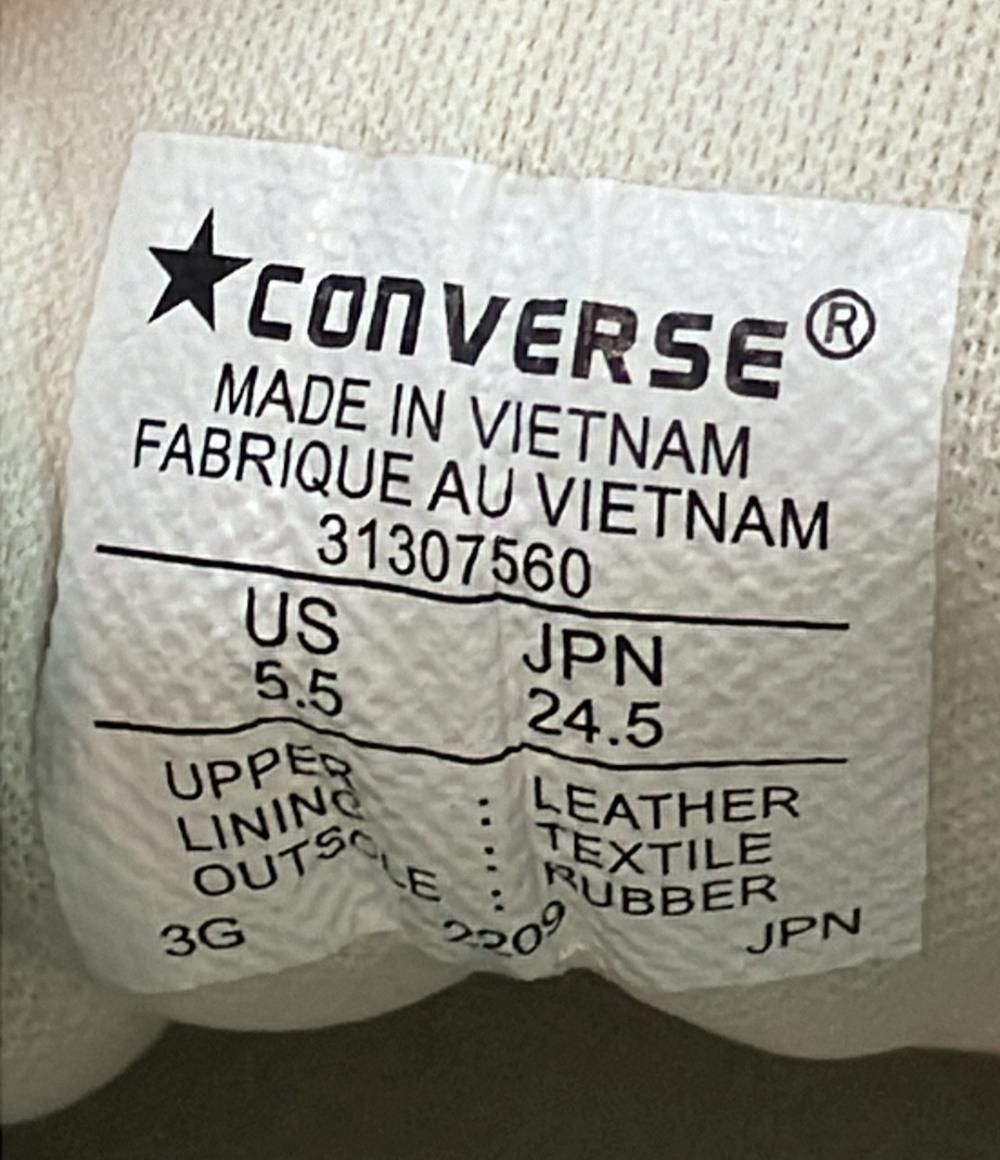 ★CONVERSE®
MADE IN VIETNAM
FABRIQUE AU VIETNAM
31307560
US JPN
5.5 24.5
UPPER : LEATHER
LINING : TEXTILE
OUTSOLE : RUBBER
3G 2209 JPN